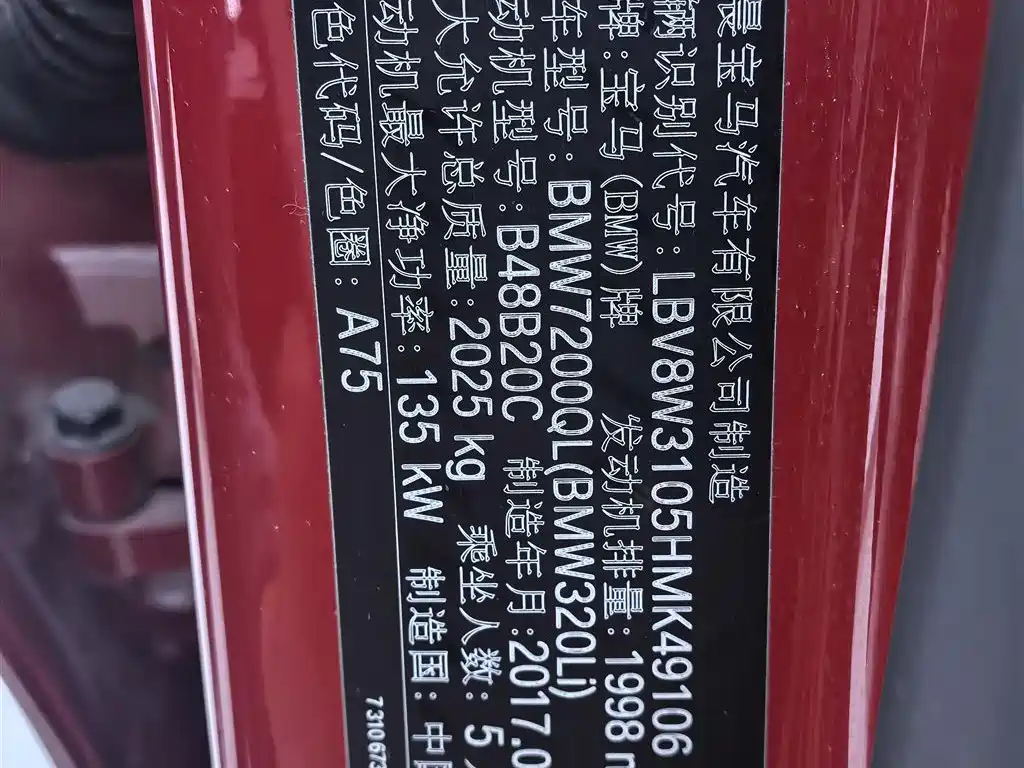 晨宝马汽车有限公司制造
辆识别代号: LBV8W3105HMK49106
牌: 宝马(BMW)牌 发动机排量: 1998
车型号: BMW7200QL(BMW320Li)
动机型号: B48B20C 制造年月: 2017.0
大允许总质量: 2025 kg 乘坐人数: 5
动机最大净功率: 135 kW 制造国: 中
色代码/色圈: A75
731067